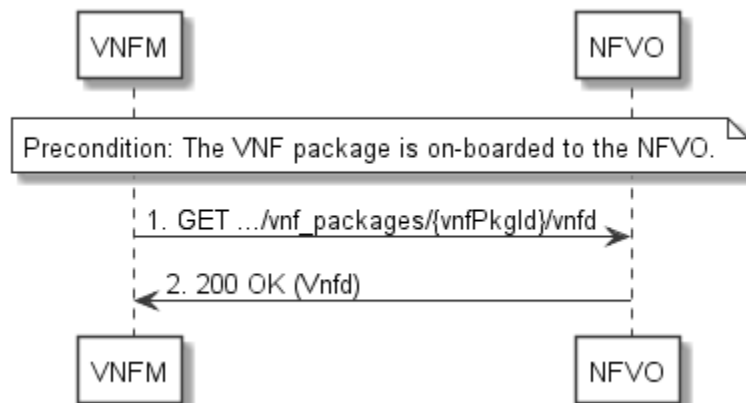 VNFM
NFVO
Precondition: The VNF package is on-boarded to the NFVO.
1. GET .../vnf_packages/{vnfPkgId}/vnfd
2. 200 OK (Vnfd)
VNFM
NFVO